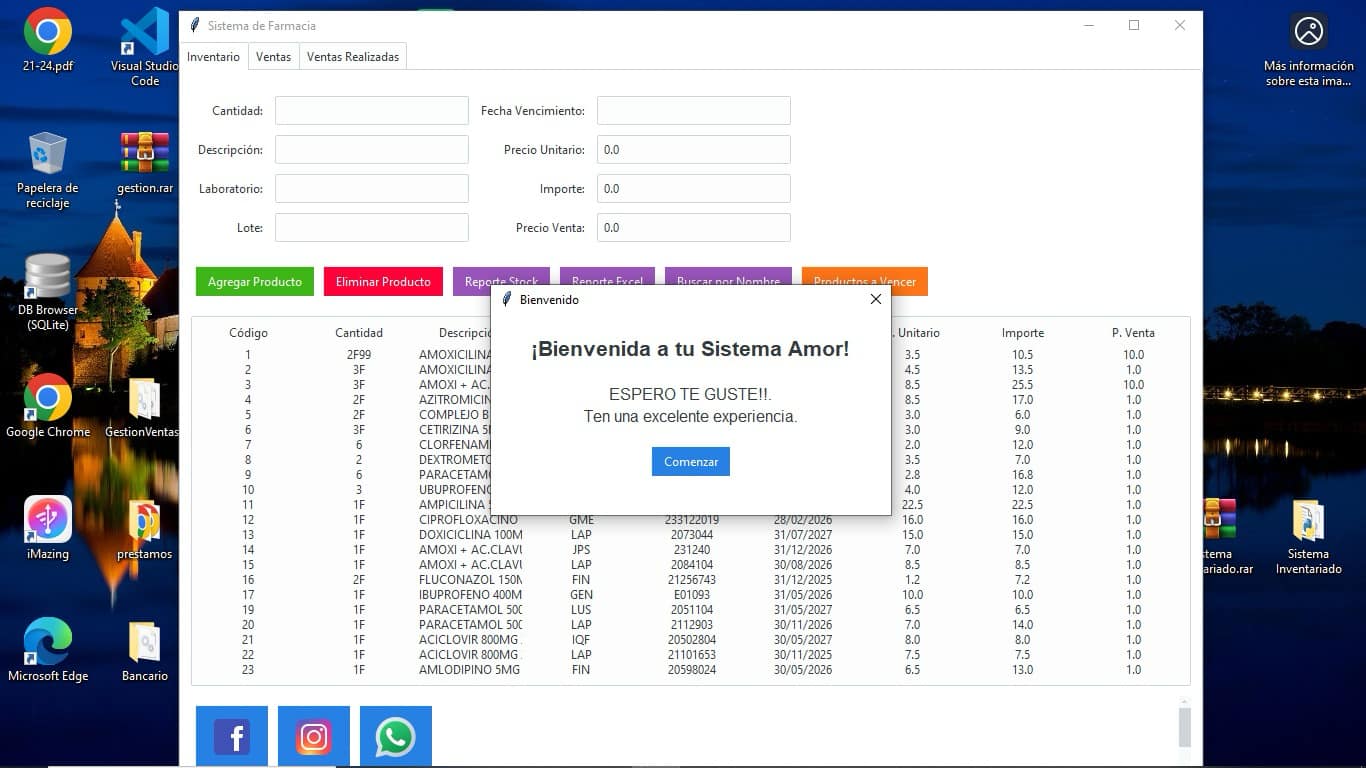 21-24.pdf
Visual Studio Code
Papelera de reciclaje
gestion.rar
DB Browser (SQLite)
Google Chrome
GestionVentas
iMazing
prestamos
Microsoft Edge
Bancario
Más información sobre esta ima...
stema
ariado.rar
Sistema Inventariado
Sistema de Farmacia
Inventario Ventas Ventas Realizadas
Cantidad: Fecha Vencimiento:
Descripción: Precio Unitario: 0.0
Laboratorio: Importe: 0.0
Lote: Precio Venta: 0.0
Agregar Producto Eliminar Producto Reporte Stock Reporte Excel Buscar por Nombre Productos a Vencer
Bienvenido
¡Bienvenida a tu Sistema Amor!
ESPERO TE GUSTE!!.
Ten una excelente experiencia.
Comenzar
Código Cantidad Descripció . Unitario Importe P. Venta
1 2F99 AMOXICILINA 3.5 10.5 10.0
2 3F AMOXICILINA 4.5 13.5 1.0
3 3F AMOXI + AC. 8.5 25.5 10.0
4 2F AZITROMICIN 8.5 17.0 1.0
5 2F COMPLEJO B 3.0 6.0 1.0
6 3F CETIRIZINA 3.0 9.0 1.0
7 6 CLORFENAM 2.0 12.0 1.0
8 2 DEXTROMETO 3.5 7.0 1.0
9 6 PARACETAMO 2.8 16.8 1.0
10 3 UBUPROFENO 4.0 12.0 1.0
11 1F AMPICILINA 22.5 22.5 1.0
12 1F CIPROFLOXACINO GME 233122019 28/02/2026 16.0 16.0 1.0
13 1F DOXICICLINA 100M LAP 2073044 31/07/2027 15.0 15.0 1.0
14 1F AMOXI + AC.CLAVU JPS 231240 31/12/2026 7.0 7.0 1.0
15 1F AMOXI + AC.CLAVU LAP 2084104 30/08/2026 8.5 8.5 1.0
16 2F FLUCONAZOL 150M FIN 21256743 31/12/2025 1.2 7.2 1.0
17 1F IBUPROFENO 400M GEN E01093 31/05/2026 10.0 10.0 1.0
19 1F PARACETAMOL 500 LUS 2051104 31/05/2027 6.5 6.5 1.0
20 1F PARACETAMOL 500 LAP 2112903 30/11/2026 7.0 14.0 1.0
21 1F ACICLOVIR 800MG IQF 20502804 30/05/2027 8.0 8.0 1.0
22 1F ACICLOVIR 800MG LAP 21101653 30/11/2025 7.5 7.5 1.0
23 1F AMLODIPINO 5MG FIN 20598024 30/05/2026 6.5 13.0 1.0